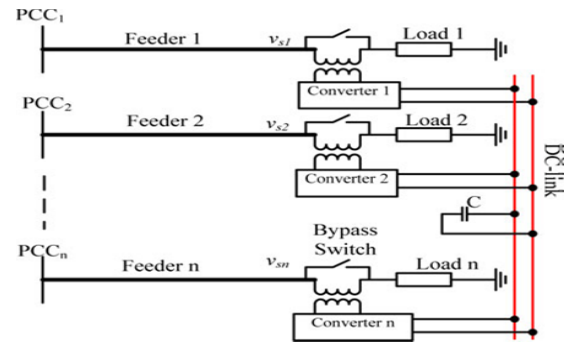 PCC1
Feeder 1
vs1
Load 1
Converter 1
PCC2
Feeder 2
vs2
Load 2
Converter 2
DC-link
C
Bypass
Switch
PCCn
Feeder n
vsn
Load n
Converter n